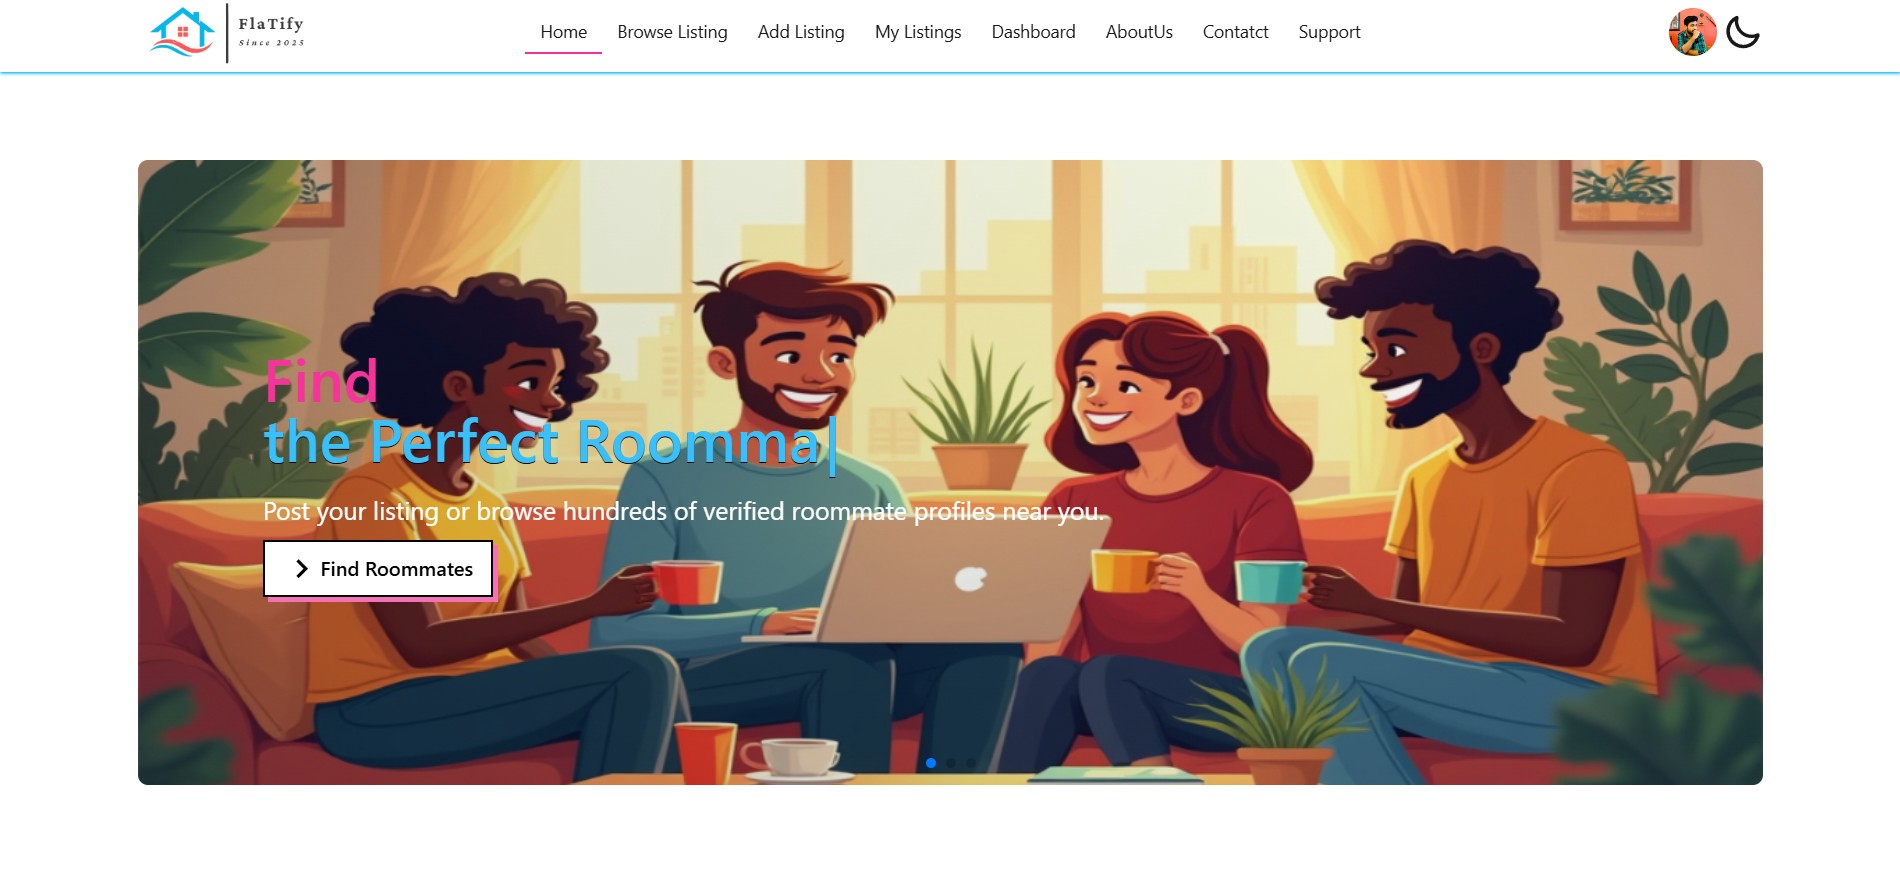 FlaTify
Since 2025
Home Browse Listing Add Listing My Listings Dashboard AboutUs Contatct Support
Find
the Perfect Roomma|
Post your listing or browse hundreds of verified roommate profiles near you.
Find Roommates